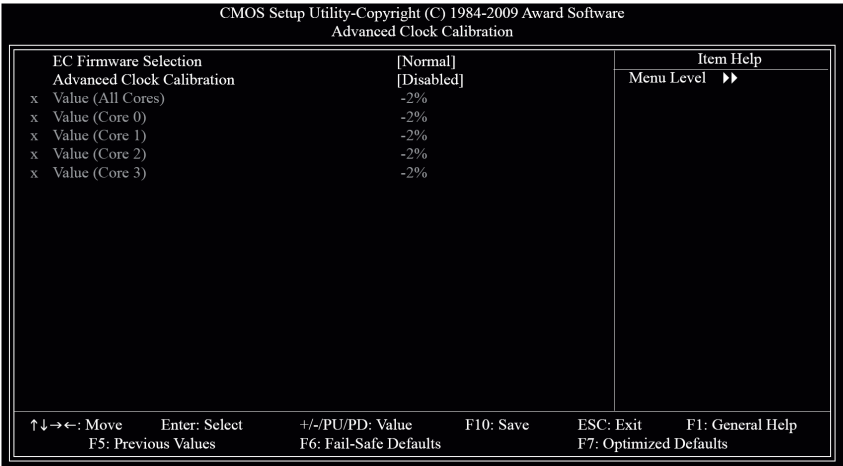 CMOS Setup Utility-Copyright (C) 1984-2009 Award Software
Advanced Clock Calibration
EC Firmware Selection [Normal]
Advanced Clock Calibration [Disabled]
x Value (All Cores) -2%
x Value (Core 0) -2%
x Value (Core 1) -2%
x Value (Core 2) -2%
x Value (Core 3) -2%
Item Help
Menu Level ▶▶
↑↓→←: Move Enter: Select +/-/PU/PD: Value F10: Save ESC: Exit F1: General Help
F5: Previous Values F6: Fail-Safe Defaults F7: Optimized Defaults